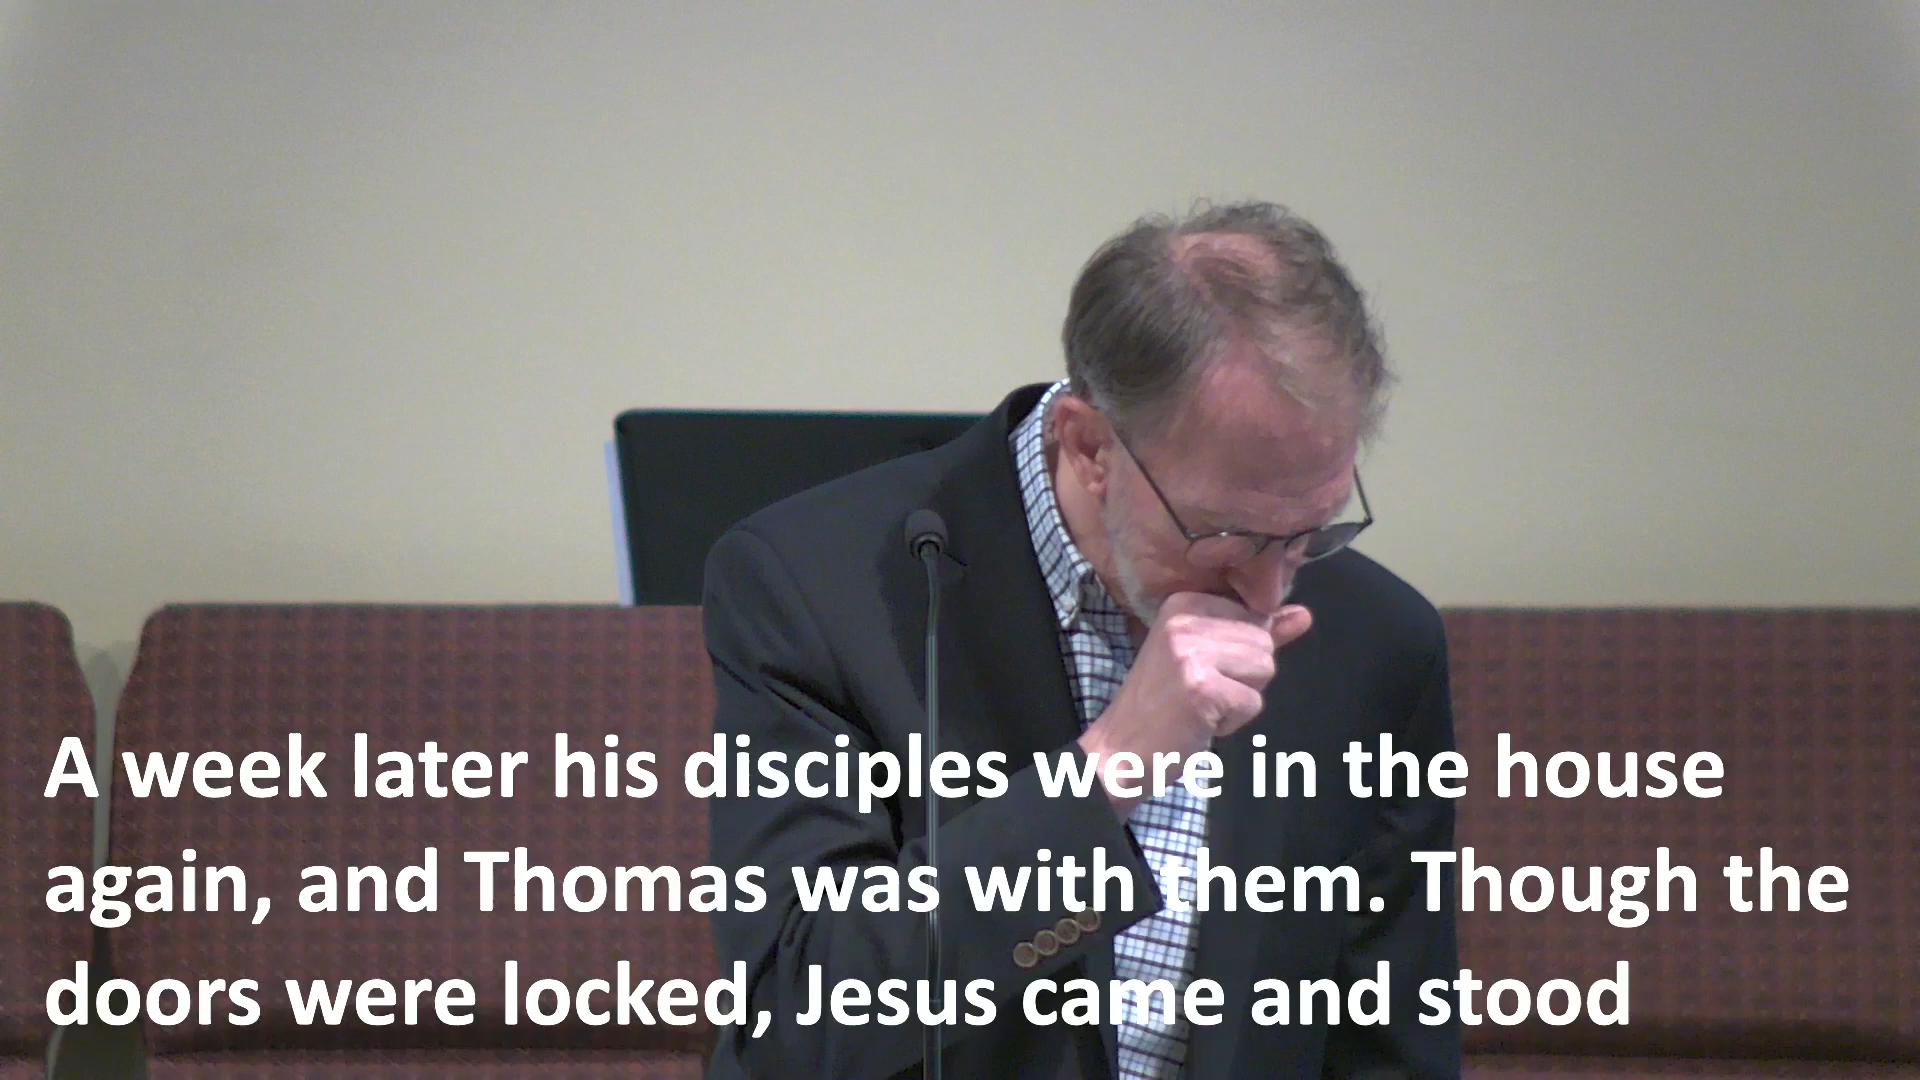 A week later his disciples were in the house
again, and Thomas was with them. Though the
doors were locked, Jesus came and stood